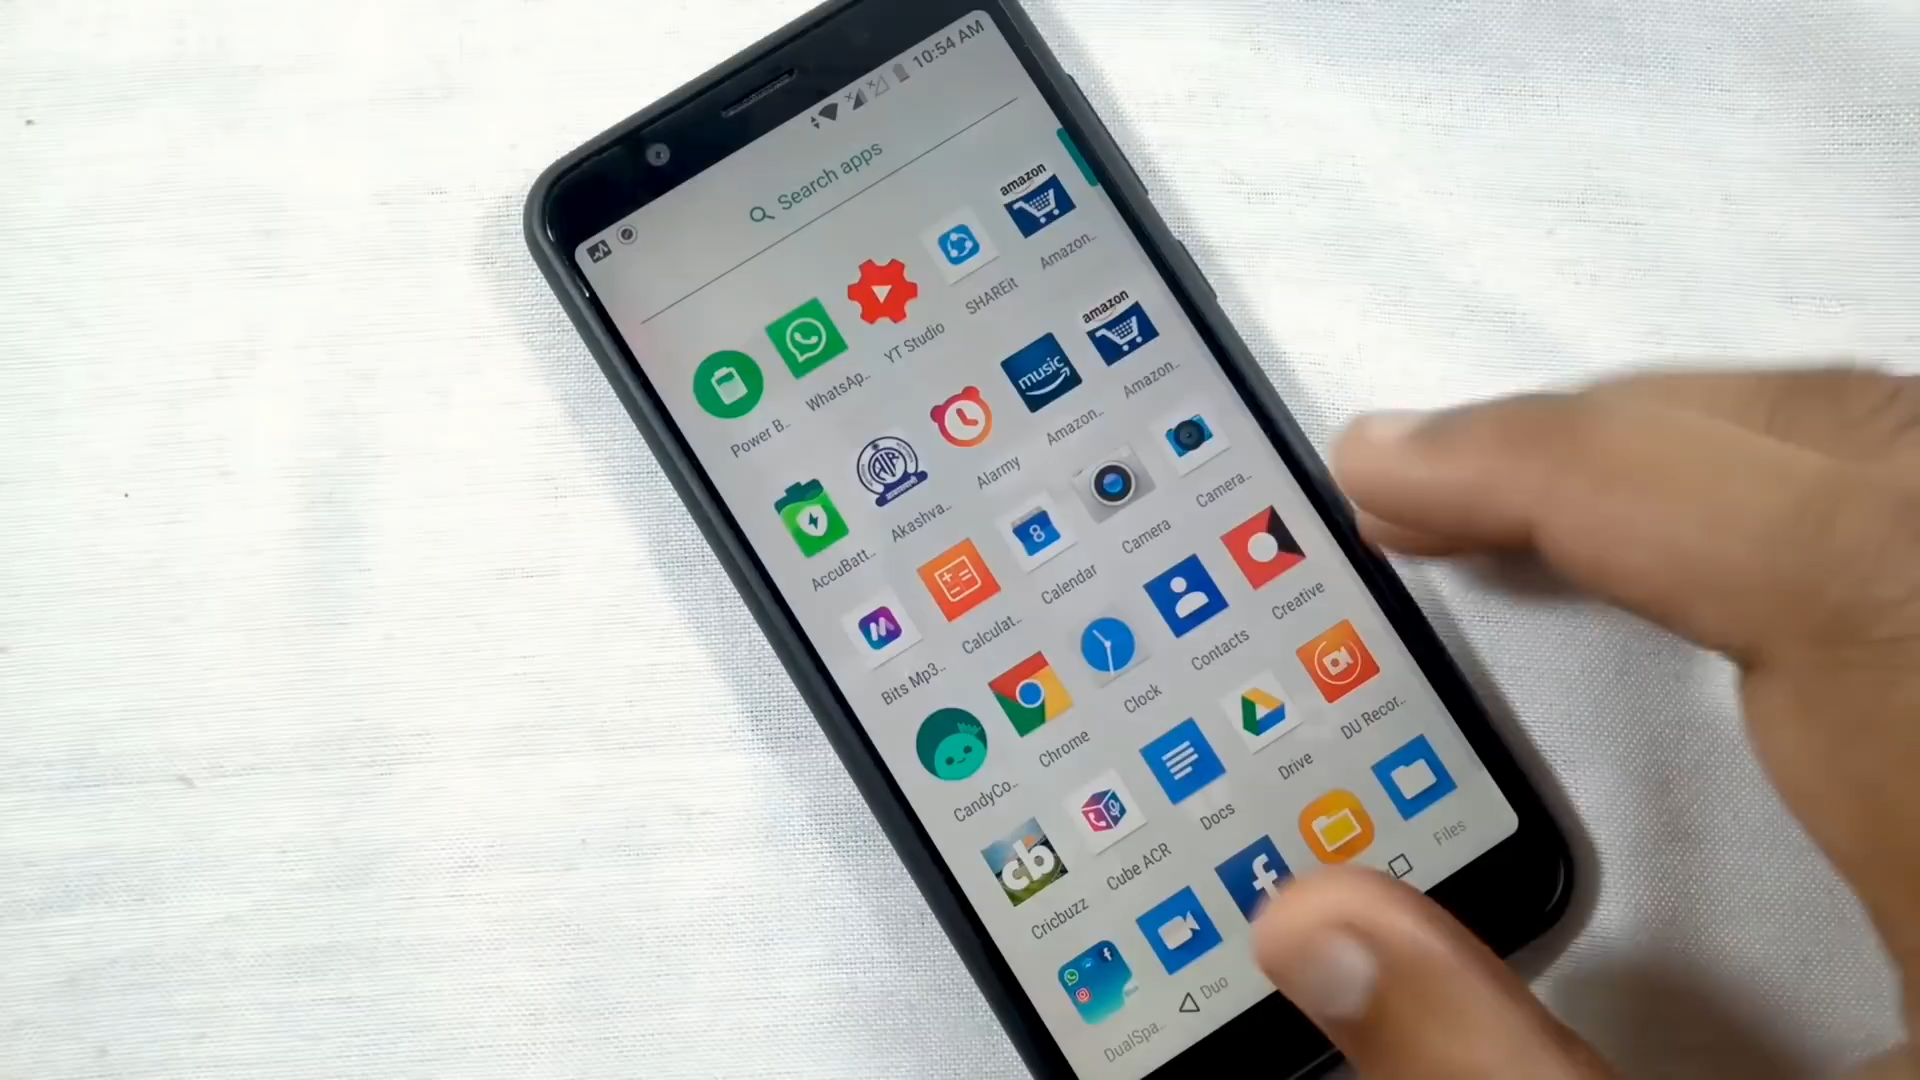 10:54 AM
Search apps
amazon
Power B..
WhatsAp..
YT Studio
SHAREit
Amazon..
music
amazon
AccuBatt..
Akashva..
Alarmy
Amazon..
Amazon..
8
Bits Mp3..
Calculat..
Calendar
Camera
Camera..
CandyCo..
Chrome
Clock
Contacts
Creative
cb
Cricbuzz
Cube ACR
Docs
Drive
DU Recor..
f
DualSpa..
Duo
Files